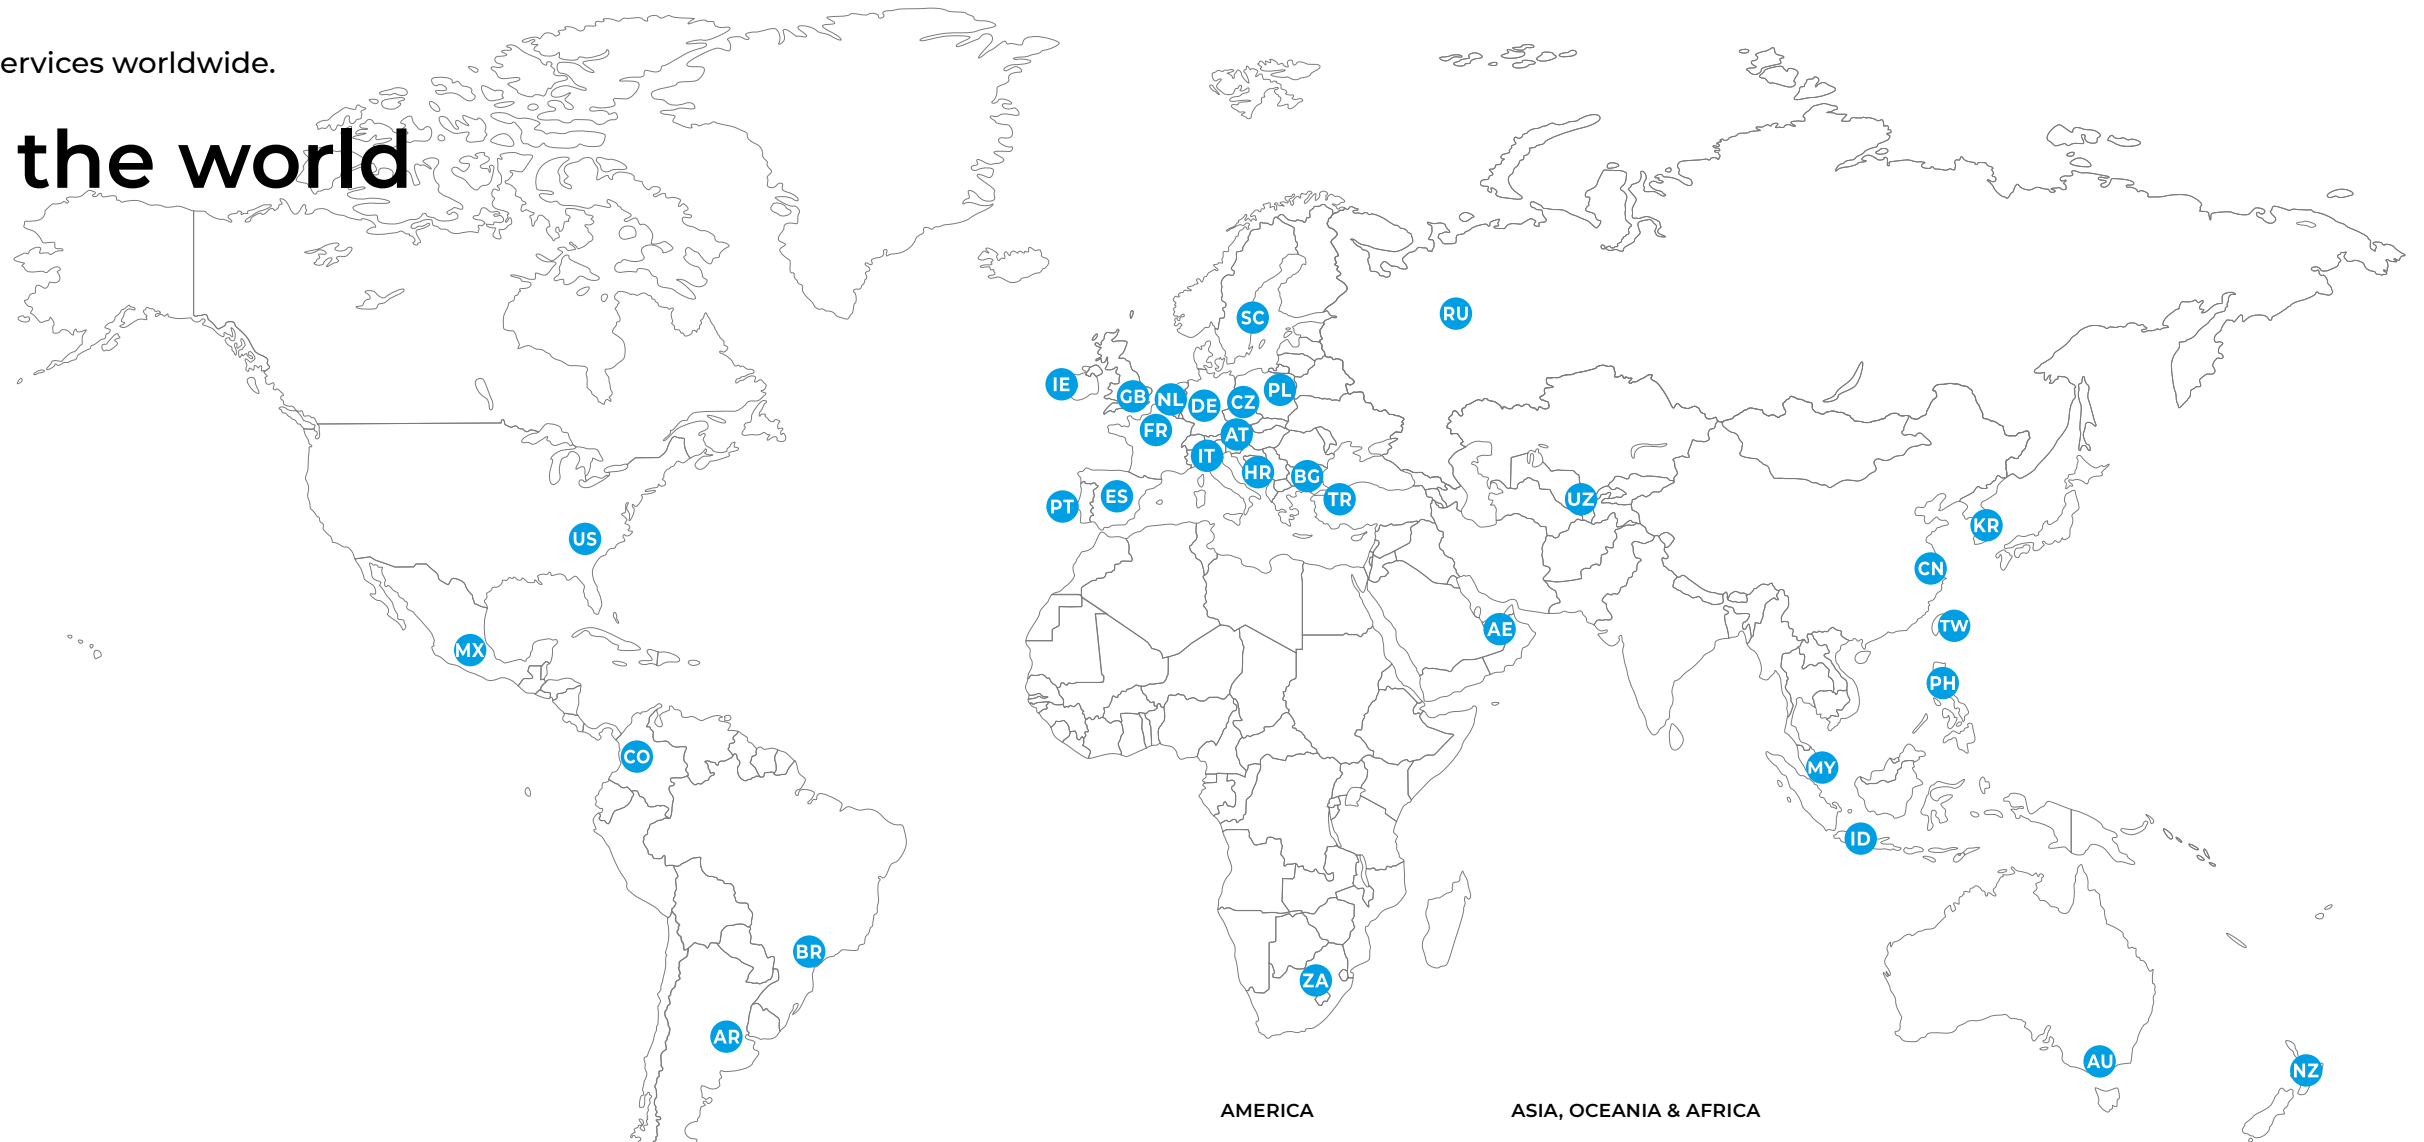 ervices worldwide.
the world
SC
RU
IE
GB
NL
DE
CZ
PL
FR
AT
IT
HR
BG
PT
ES
TR
UZ
US
KR
CN
MX
AE
TW
PH
CO
MY
ID
BR
ZA
AR
AU
NZ
AMERICA
ASIA, OCEANIA & AFRICA